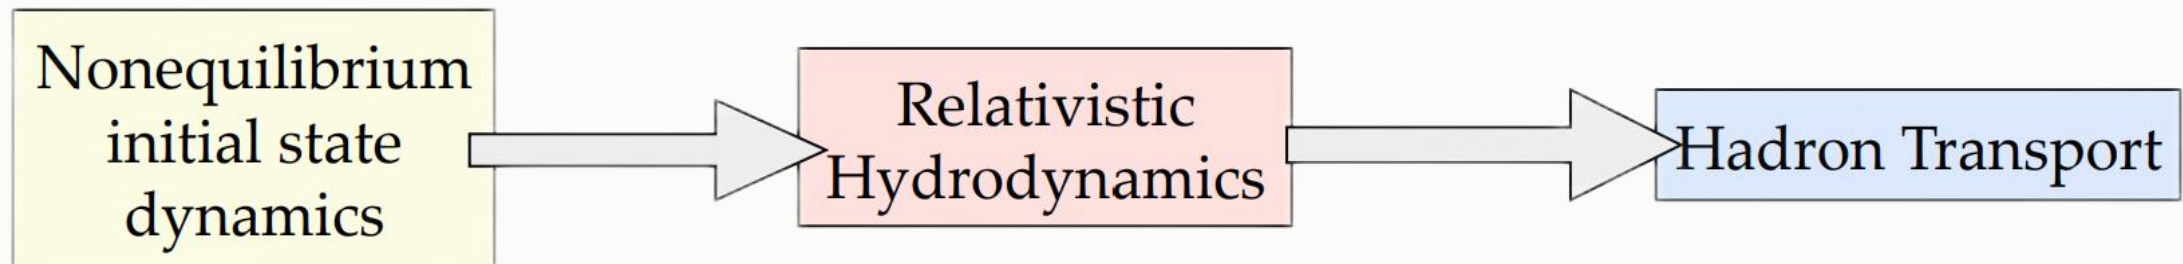 Nonequilibrium
initial state
dynamics
Relativistic
Hydrodynamics
Hadron Transport